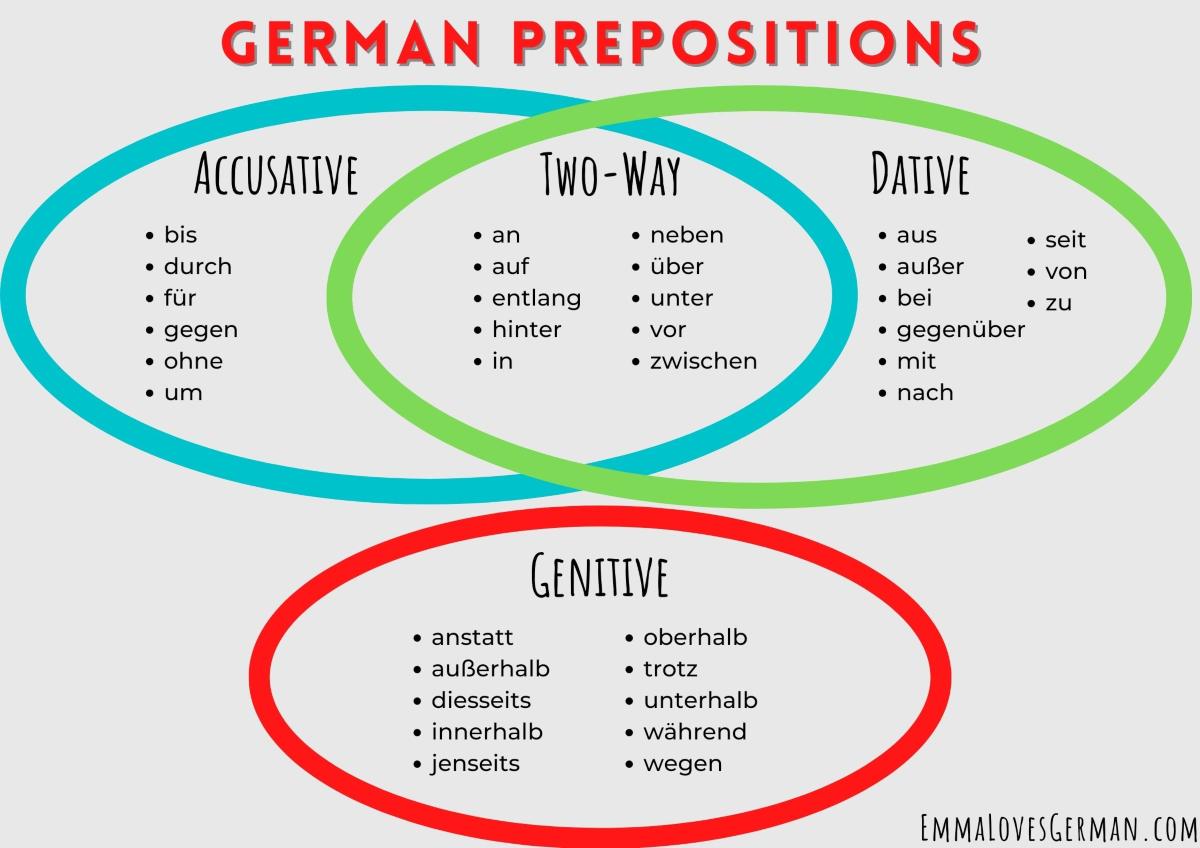 GERMAN PREPOSITIONS
Accusative
• bis
• durch
• für
• gegen
• ohne
• um
Two-Way
• an
• auf
• entlang
• hinter
• in
• neben
• über
• unter
• vor
• zwischen
Dative
• aus
• außer
• bei
• gegenüber
• mit
• nach
• seit
• von
• zu
Genitive
• anstatt
• außerhalb
• diesseits
• innerhalb
• jenseits
• oberhalb
• trotz
• unterhalb
• während
• wegen
EmmaLovesGerman.com